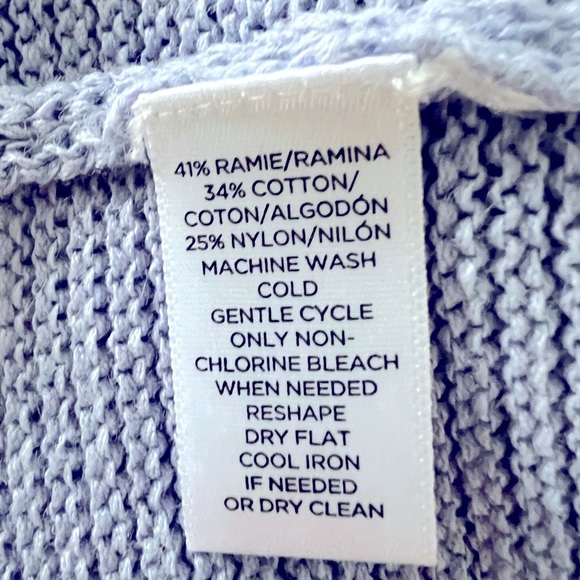 41% RAMIE/RAMINA
34% COTTON/
COTON/ALGODÓN
25% NYLON/NILÓN
MACHINE WASH
COLD
GENTLE CYCLE
ONLY NON-
CHLORINE BLEACH
WHEN NEEDED
RESHAPE
DRY FLAT
COOL IRON
IF NEEDED
OR DRY CLEAN